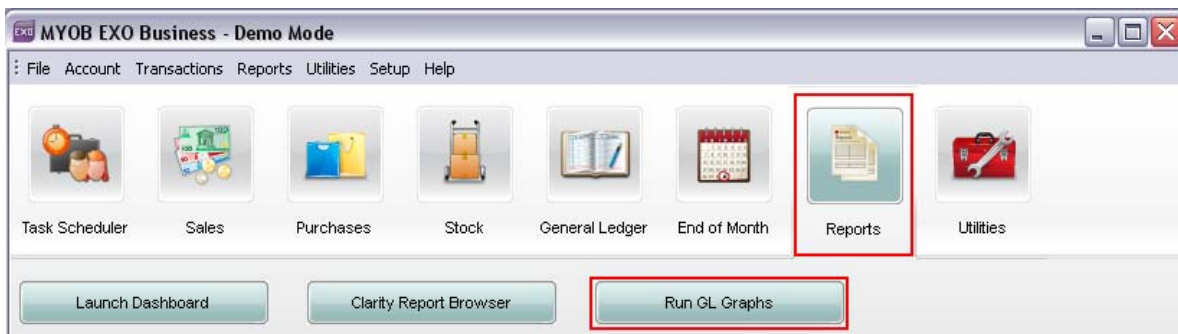 EXO MYOB EXO Business - Demo Mode
File Account Transactions Reports Utilities Setup Help
Task Scheduler Sales Purchases Stock General Ledger End of Month Reports Utilities
Launch Dashboard Clarity Report Browser Run GL Graphs